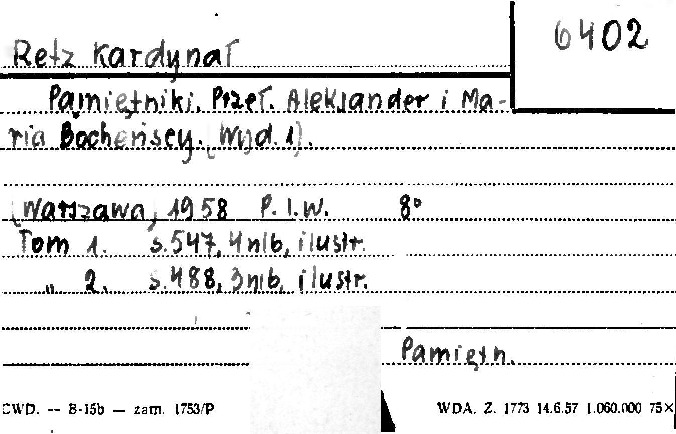 6402
Retz Kardynał
Pamiętniki. Przeł. Aleksander i Ma-
ria Bocheńscy. (Wyd. 1).
(Warszawa, 1958 P.I.W. 8°
Tom 1. s.547, 4nlb, ilustr.
„ 2. s.488, 3nlb, ilustr.
Pamiętn.
CWD. -- B-15b — zam. 1753/P
WDA. Z. 1773 14.6.57 1.060.000 75×